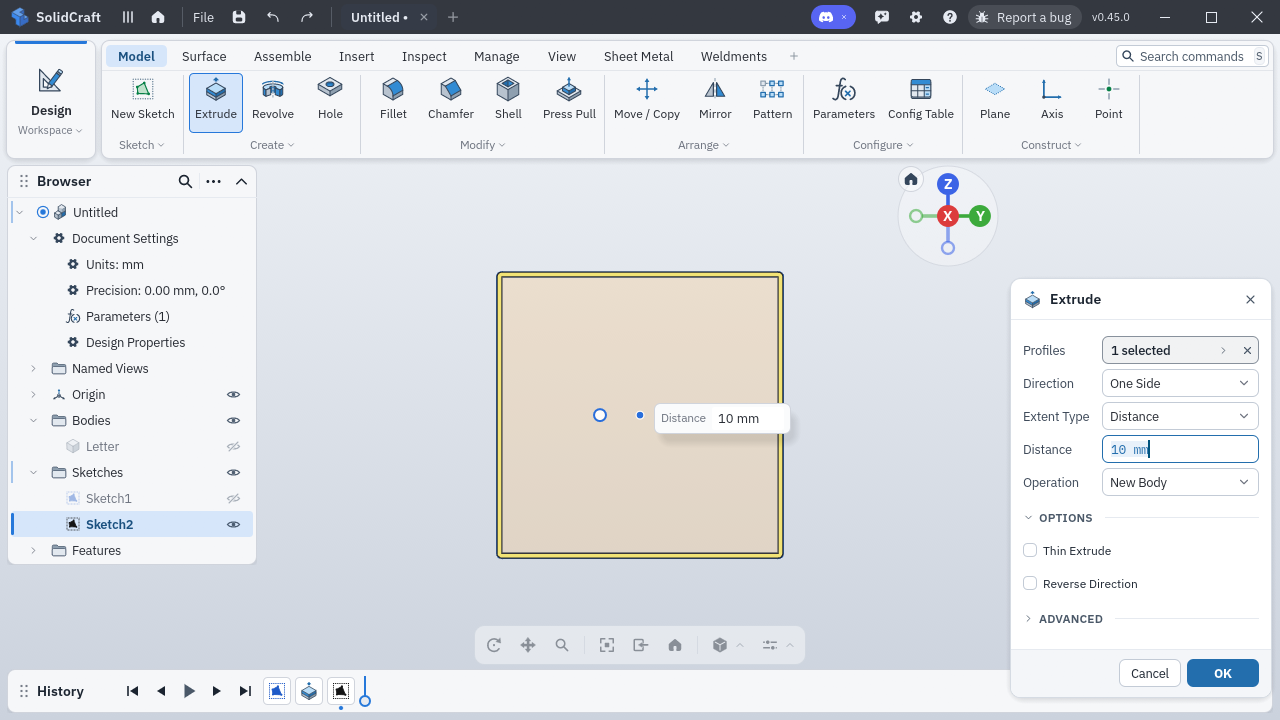 SolidCraft
File
Untitled •
Report a bug
v0.45.0
Design
Workspace
Model
Surface
Assemble
Insert
Inspect
Manage
View
Sheet Metal
Weldments
Search commands
S
New Sketch
Extrude
Revolve
Hole
Fillet
Chamfer
Shell
Press Pull
Move / Copy
Mirror
Pattern
Parameters
Config Table
Plane
Axis
Point
Sketch
Create
Modify
Arrange
Configure
Construct
Browser
Untitled
Document Settings
Units: mm
Precision: 0.00 mm, 0.0°
Parameters (1)
Design Properties
Named Views
Origin
Bodies
Letter
Sketches
Sketch1
Sketch2
Features
Z
X
Y
Distance 10 mm
Extrude
Profiles 1 selected
Direction One Side
Extent Type Distance
Distance 10 mm
Operation New Body
OPTIONS
Thin Extrude
Reverse Direction
ADVANCED
Cancel
OK
History